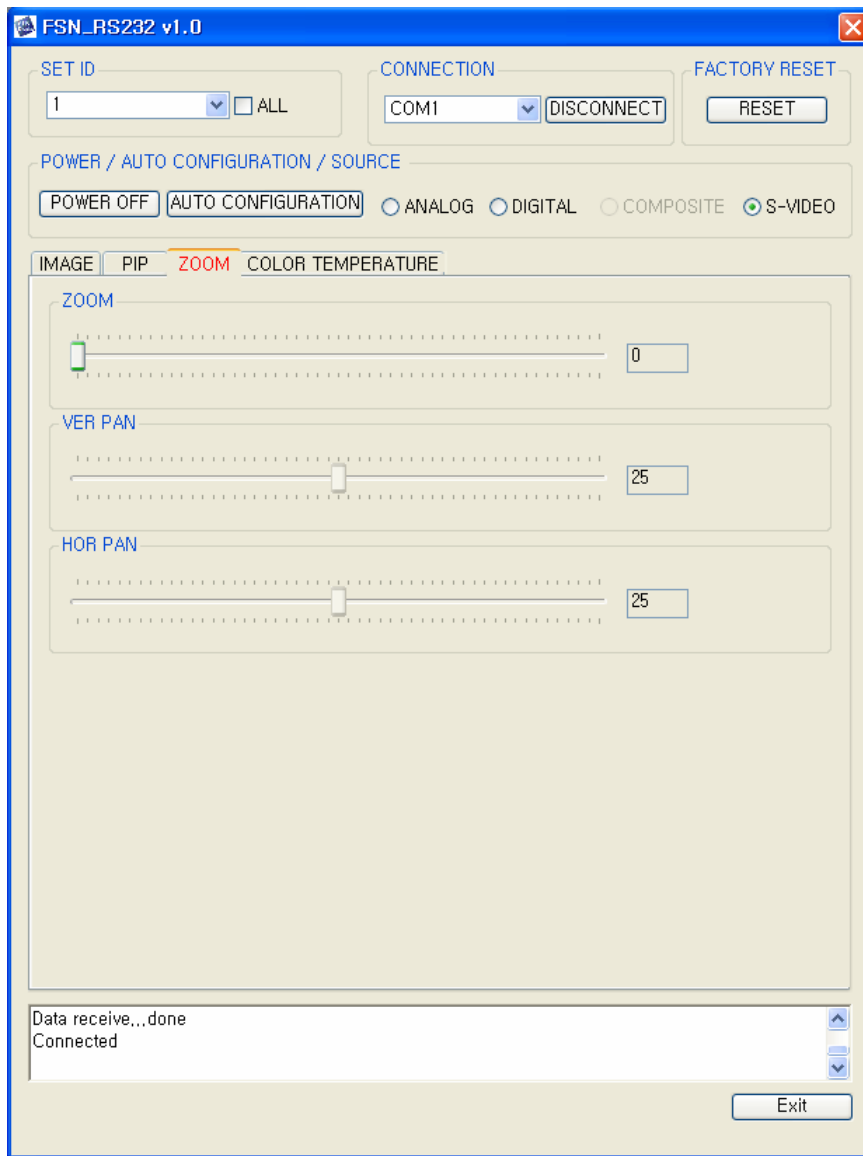 FSN_RS232 v1.0
SET ID
CONNECTION
FACTORY RESET
1
ALL
COM1
DISCONNECT
RESET
POWER / AUTO CONFIGURATION / SOURCE
POWER OFF
AUTO CONFIGURATION
ANALOG
DIGITAL
COMPOSITE
S-VIDEO
IMAGE
PIP
ZOOM
COLOR TEMPERATURE
ZOOM
0
VER PAN
25
HOR PAN
25
Data receive,,,done
Connected
Exit